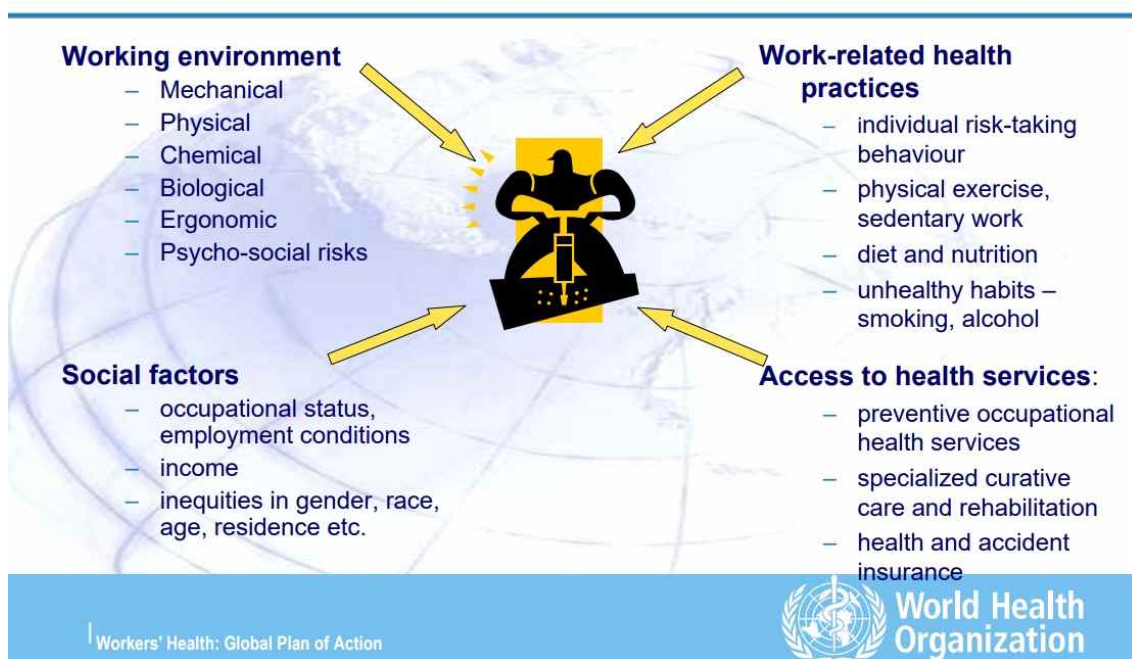 Working environment
– Mechanical
– Physical
– Chemical
– Biological
– Ergonomic
– Psycho-social risks
Work-related health
practices
– individual risk-taking
behaviour
– physical exercise,
sedentary work
– diet and nutrition
– unhealthy habits –
smoking, alcohol
Social factors
– occupational status,
employment conditions
– income
– inequities in gender, race,
age, residence etc.
Access to health services:
– preventive occupational
health services
– specialized curative
care and rehabilitation
– health and accident
insurance
Workers' Health: Global Plan of Action
World Health
Organization